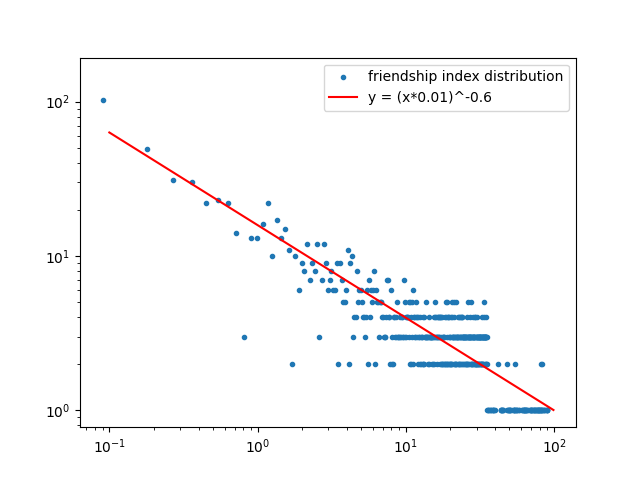 friendship index distribution
y = (x*0.01)^-0.6
10²
10¹
10⁰
10⁻¹ 10⁰ 10¹ 10²